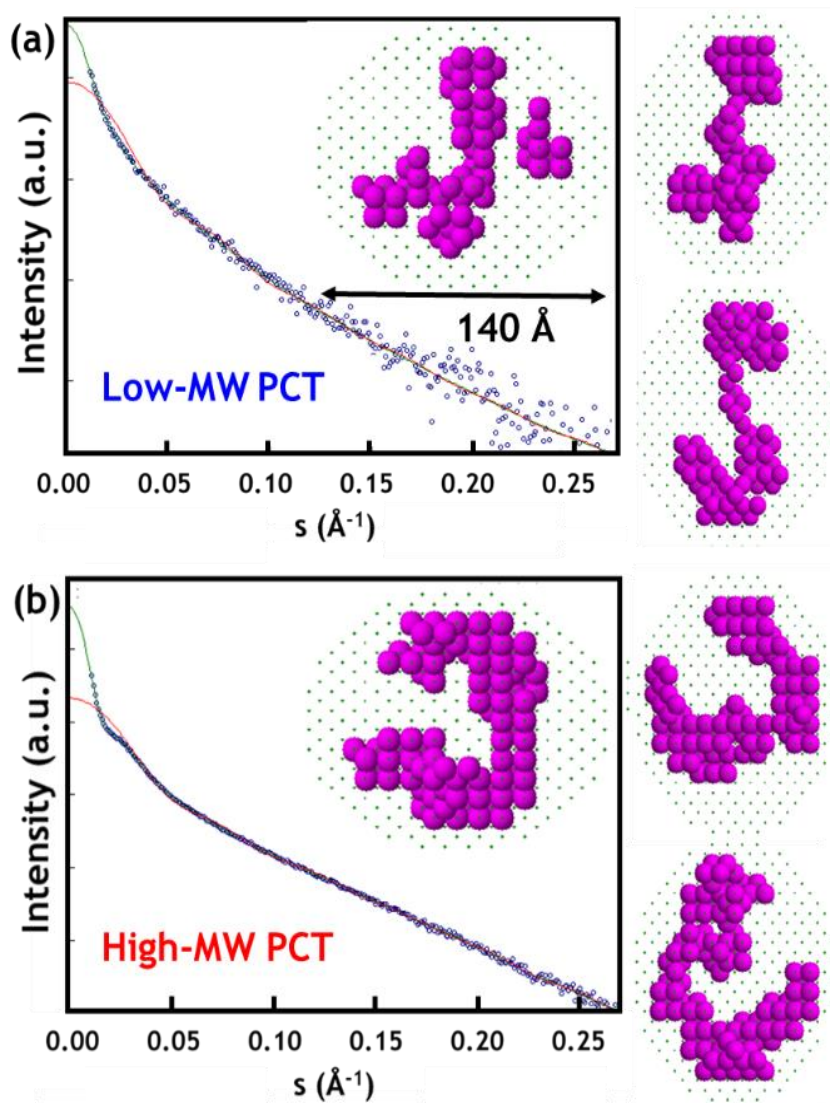 (a)
Intensity (a.u.)
140 Å
Low-MW PCT
0.00 0.05 0.10 0.15 0.20 0.25
s (Å-1)
(b)
Intensity (a.u.)
High-MW PCT
0.00 0.05 0.10 0.15 0.20 0.25
s (Å-1)